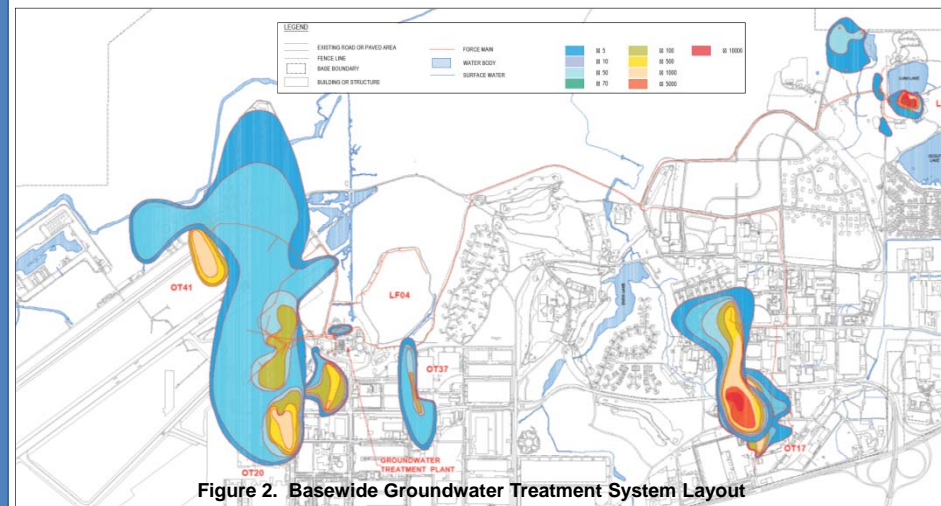 LEGEND
EXISTING ROAD OR PAVED AREA
FENCE LINE
BASE BOUNDARY
BUILDING OR STRUCTURE
FORCE MAIN
WATER BODY
SURFACE WATER
5
10
50
70
100
500
1000
5000
10000
OT41
LF04
OT37
OT20
GROUNDWATER
TREATMENT PLANT
OT17
Figure 2. Basewide Groundwater Treatment System Layout